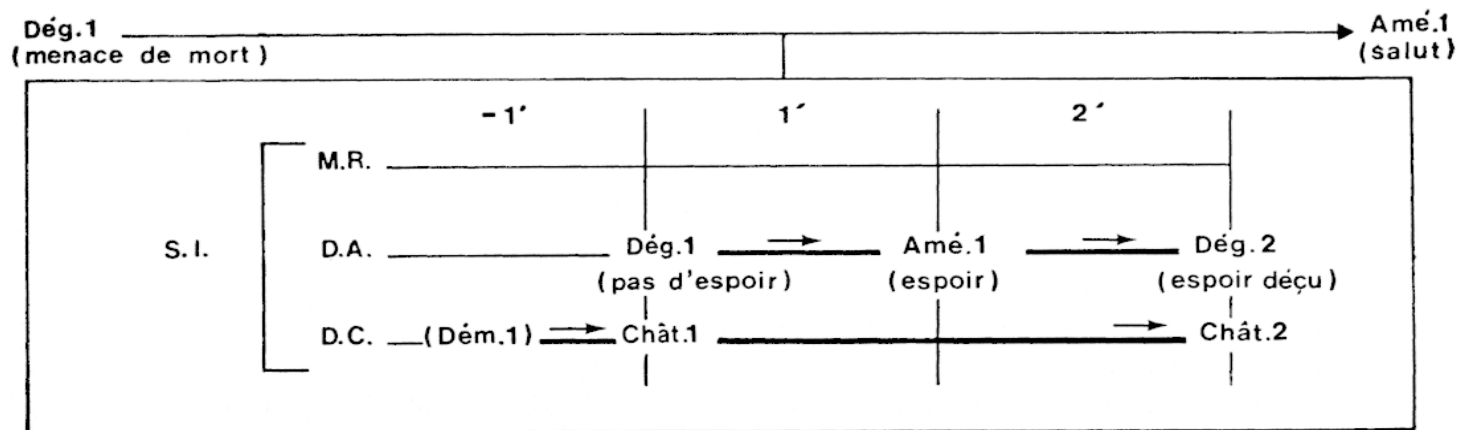 Dég.1 Amé.1
(menace de mort) (salut)
-1′ 1′ 2′
M.R.
S.I. D.A. Dég.1 Amé.1 Dég.2
(pas d'espoir) (espoir) (espoir déçu)
D.C. (Dém.1) Chât.1 Chât.2